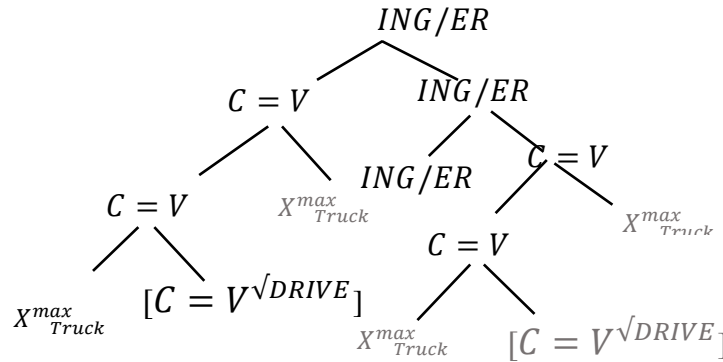 ING/ER
C = V
ING/ER
ING/ER
C = V
C = V
X^max_Truck
X^max_Truck
C = V
X^max_Truck
[C = V^√DRIVE]
X^max_Truck
[C = V^√DRIVE]